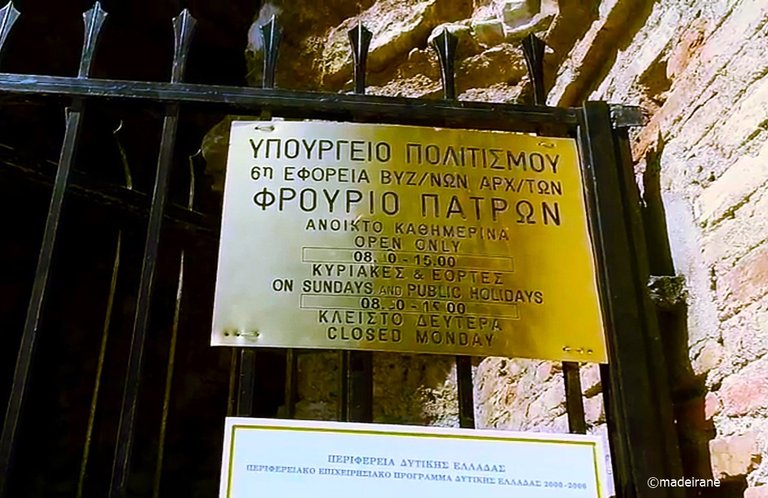 ΥΠΟΥΡΓΕΙΟ ΠΟΛΙΤΙΣΜΟΥ
6η ΕΦΟΡΕΙΑ ΒΥΖ/ΝΩΝ ΑΡΧ/ΤΩΝ
ΦΡΟΥΡΙΟ ΠΑΤΡΩΝ
ΑΝΟΙΚΤΟ ΚΑΘΗΜΕΡΙΝΑ
OPEN ONLY
ΚΥΡΙΑΚΕΣ & ΕΟΡΤΕΣ
ON SUNDAYS AND PUBLIC HOLIDAYS
ΚΛΕΙΣΤΟ ΔΕΥΤΕΡΑ
CLOSED MONDAY
ΠΕΡΙΦΕΡΕΙΑ ΔΥΤΙΚΗΣ ΕΛΛΑΔΑΣ
ΠΕΡΙΦΕΡΕΙΑΚΟ ΕΠΙΧΕΙΡΗΣΙΑΚΟ ΠΡΟΓΡΑΜΜΑ ΔΥΤΙΚΗΣ ΕΛΛΑΔΑΣ 2000-2006
©madeirane